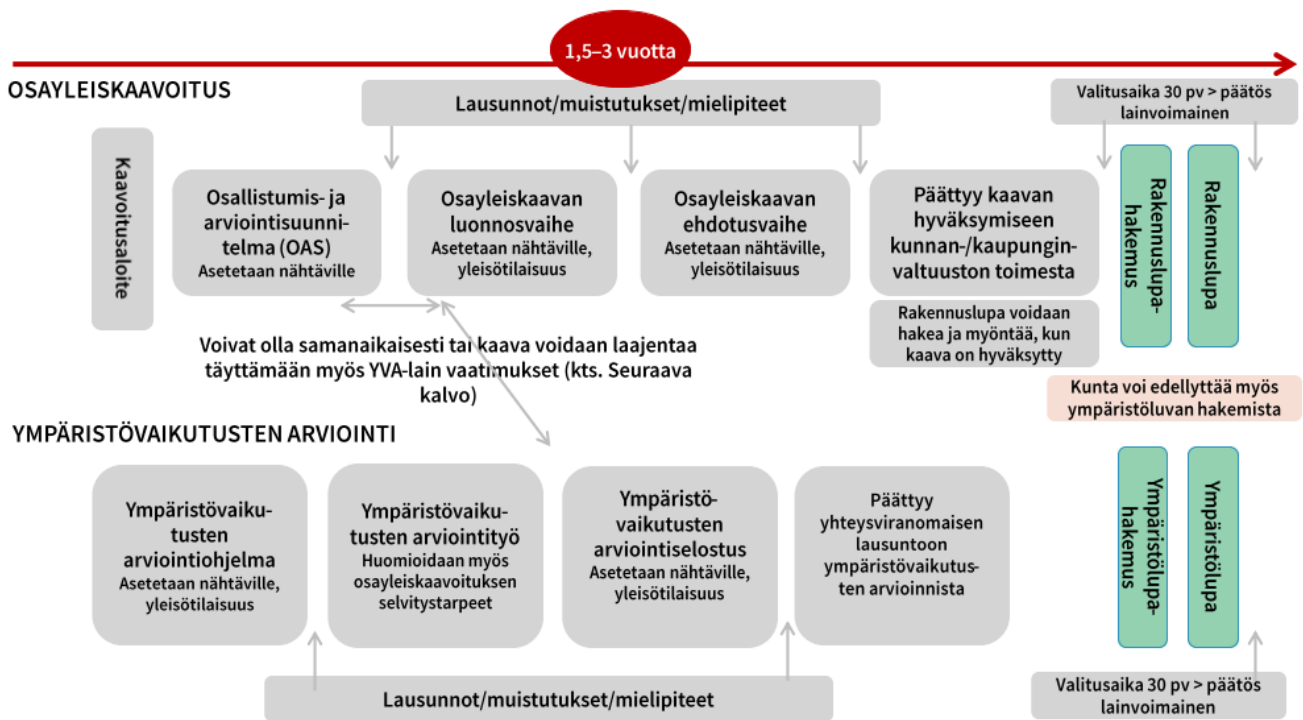 1,5–3 vuotta
OSAYLEISKAAVOITUS
Lausunnot/muistutukset/mielipiteet
Valitusaika 30 pv > päätös
lainvoimainen
Kaavoitusaloite
Osallistumis- ja
arviointisuunni-
telma (OAS)
Asetetaan nähtäville
Osayleiskaavan
luonnosvaihe
Asetetaan nähtäville,
yleisötilaisuus
Osayleiskaavan
ehdotusvaihe
Asetetaan nähtäville,
yleisötilaisuus
Päättyy kaavan
hyväksymiseen
kunnan-/kaupungin-
valtuuston toimesta
Rakennuslupa voidaan
hakea ja myöntää, kun
kaava on hyväksytty
Rakennuslupa-
hakemus
Rakennuslupa
Voivat olla samanaikaisesti tai kaava voidaan laajentaa
täyttämään myös YVA-lain vaatimukset (kts. Seuraava
kalvo)
Kunta voi edellyttää myös
ympäristöluvan hakemista
YMPÄRISTÖVAIKUTUSTEN ARVIOINTI
Ympäristövaiku-
tusten
arviointiohjelma
Asetetaan nähtäville,
yleisötilaisuus
Ympäristövaiku-
tusten arviointityö
Huomioidaan myös
osayleiskaavoituksen
selvitystarpeet
Ympäristö-
vaikutusten
arviointiselostus
Asetetaan nähtäville,
yleisötilaisuus
Päättyy
yhteysviranomaisen
lausuntoon
ympäristövaikutus-
ten arvioinnista
Ympäristölupa-
hakemus
Ympäristölupa
Lausunnot/muistutukset/mielipiteet
Valitusaika 30 pv > päätös
lainvoimainen